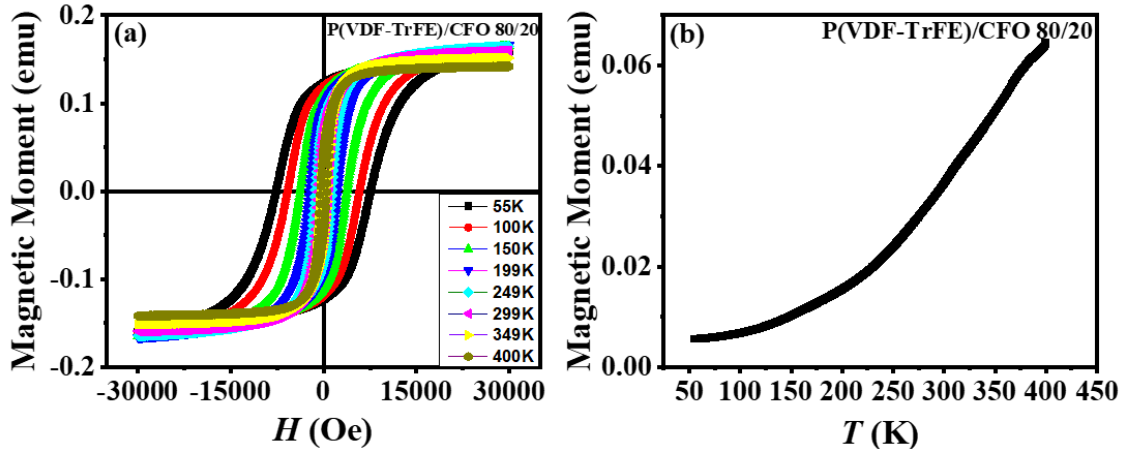 (a)
P(VDF-TrFE)/CFO 80/20
Magnetic Moment (emu)
0.2
0.1
0.0
-0.1
-0.2
55K
100K
150K
199K
249K
299K
349K
400K
-30000 -15000 0 15000 30000
H (Oe)
(b)
P(VDF-TrFE)/CFO 80/20
Magnetic Moment (emu)
0.06
0.04
0.02
0.00
50 100 150 200 250 300 350 400 450
T (K)